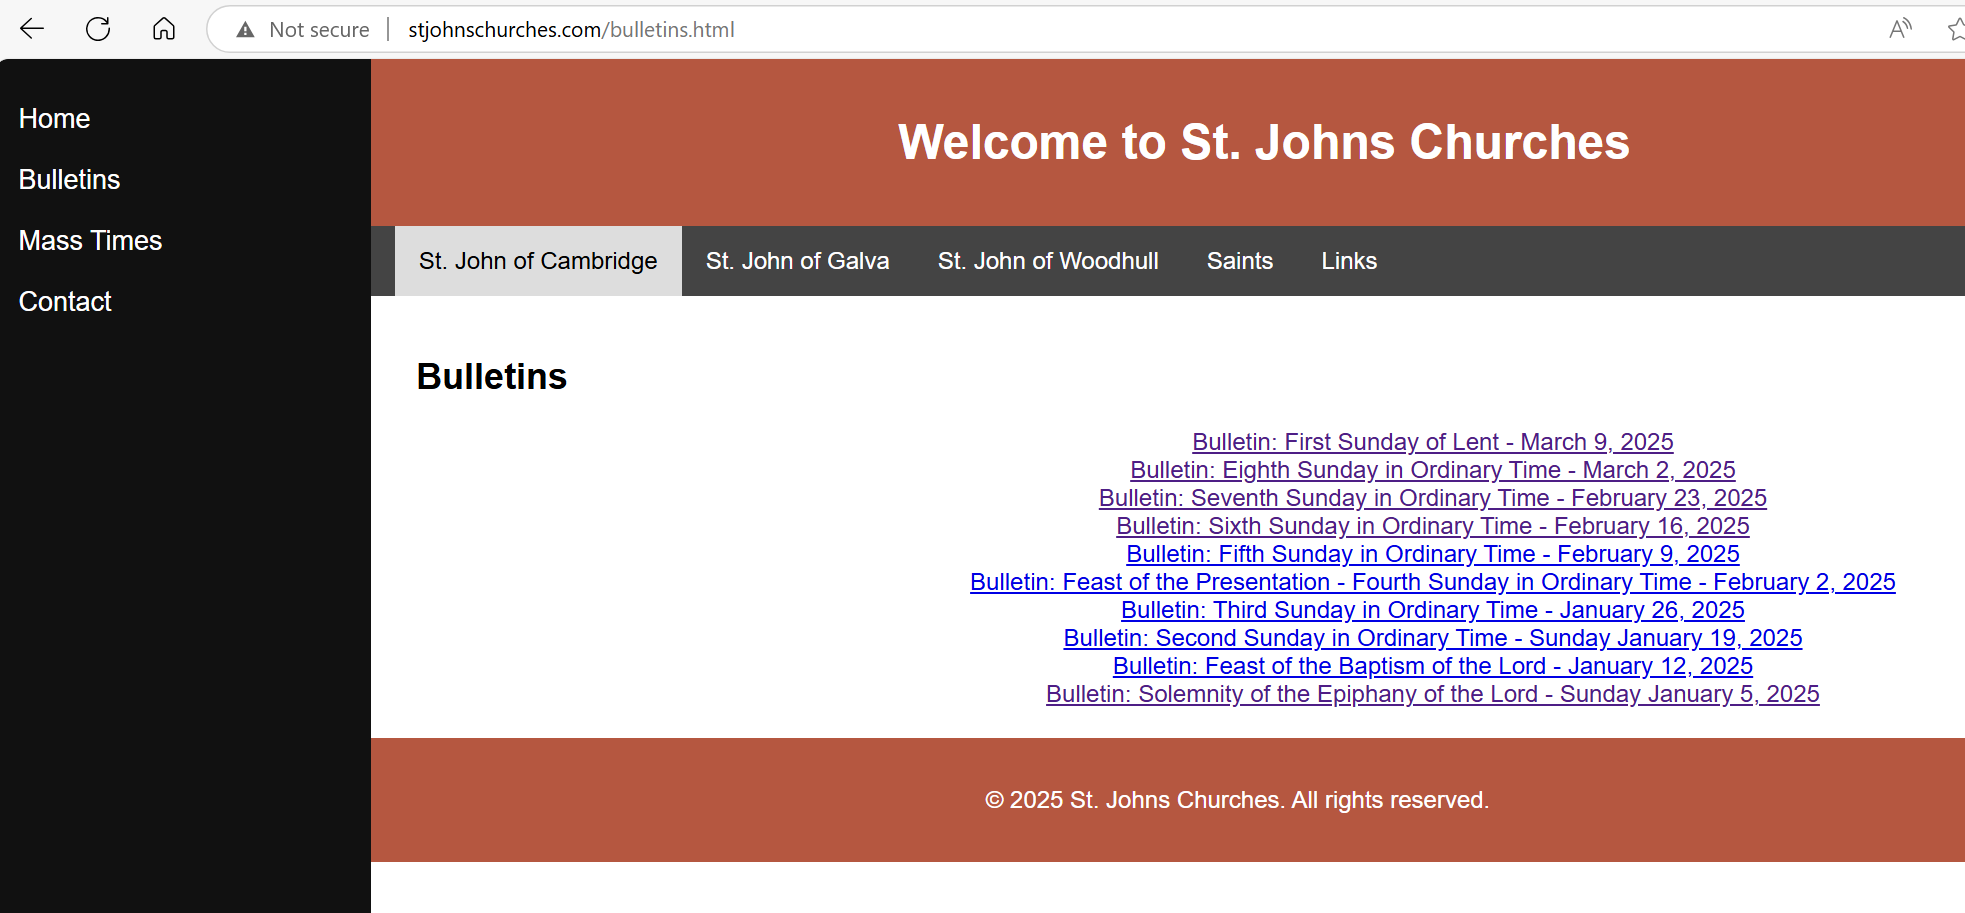 Not secure | stjohnschurches.com/bulletins.html
Home
Bulletins
Mass Times
Contact
Welcome to St. Johns Churches
St. John of Cambridge St. John of Galva St. John of Woodhull Saints Links
Bulletins
Bulletin: First Sunday of Lent - March 9, 2025
Bulletin: Eighth Sunday in Ordinary Time - March 2, 2025
Bulletin: Seventh Sunday in Ordinary Time - February 23, 2025
Bulletin: Sixth Sunday in Ordinary Time - February 16, 2025
Bulletin: Fifth Sunday in Ordinary Time - February 9, 2025
Bulletin: Feast of the Presentation - Fourth Sunday in Ordinary Time - February 2, 2025
Bulletin: Third Sunday in Ordinary Time - January 26, 2025
Bulletin: Second Sunday in Ordinary Time - Sunday January 19, 2025
Bulletin: Feast of the Baptism of the Lord - January 12, 2025
Bulletin: Solemnity of the Epiphany of the Lord - Sunday January 5, 2025
© 2025 St. Johns Churches. All rights reserved.